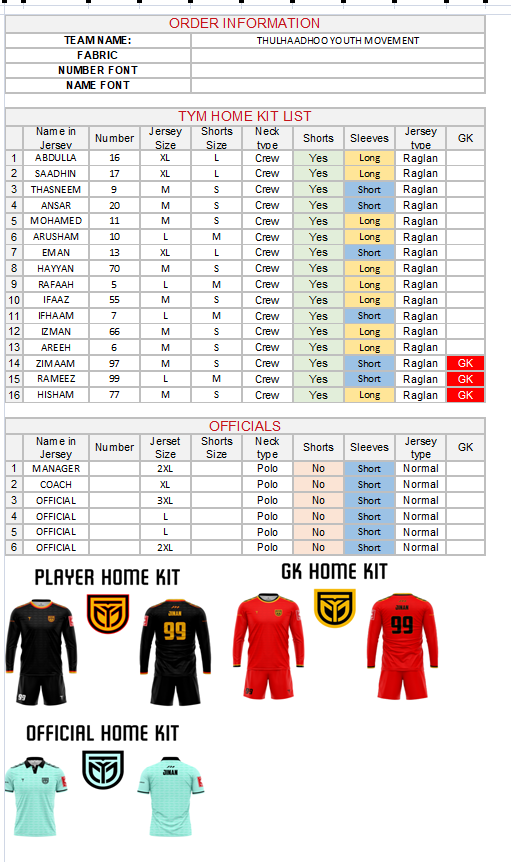 ORDER INFORMATION
TEAM NAME: THULHAADHOO YOUTH MOVEMENT
FABRIC
NUMBER FONT
NAME FONT
TYM HOME KIT LIST
Name in Jersey Number Jersey Size Shorts Size Neck type Shorts Sleeves Jersey type GK
1 ABDULLA 16 XL L Crew Yes Long Raglan
2 SAADHIN 17 XL L Crew Yes Long Raglan
3 THASNEEM 9 M S Crew Yes Short Raglan
4 ANSAR 20 M S Crew Yes Short Raglan
5 MOHAMED 11 M S Crew Yes Long Raglan
6 ARUSHAM 10 L M Crew Yes Long Raglan
7 EMAN 13 XL L Crew Yes Short Raglan
8 HAYYAN 70 M S Crew Yes Long Raglan
9 RAFAAH 5 L M Crew Yes Long Raglan
10 IFAAZ 55 M S Crew Yes Long Raglan
11 IFHAAM 7 L M Crew Yes Short Raglan
12 IZMAN 66 M S Crew Yes Long Raglan
13 AREEH 6 M S Crew Yes Long Raglan
14 ZIMAAM 97 M S Crew Yes Short Raglan GK
15 RAMEEZ 99 L M Crew Yes Short Raglan GK
16 HISHAM 77 M S Crew Yes Long Raglan GK
OFFICIALS
Name in Jersey Number Jerset Size Shorts Size Neck type Shorts Sleeves Jersey type GK
1 MANAGER 2XL Polo No Short Normal
2 COACH XL Polo No Short Normal
3 OFFICIAL 3XL Polo No Short Normal
4 OFFICIAL L Polo No Short Normal
5 OFFICIAL L Polo No Short Normal
6 OFFICIAL 2XL Polo No Short Normal
PLAYER HOME KIT
GK HOME KIT
JINAN
99
99
JINAN
99
OFFICIAL HOME KIT
JINAN